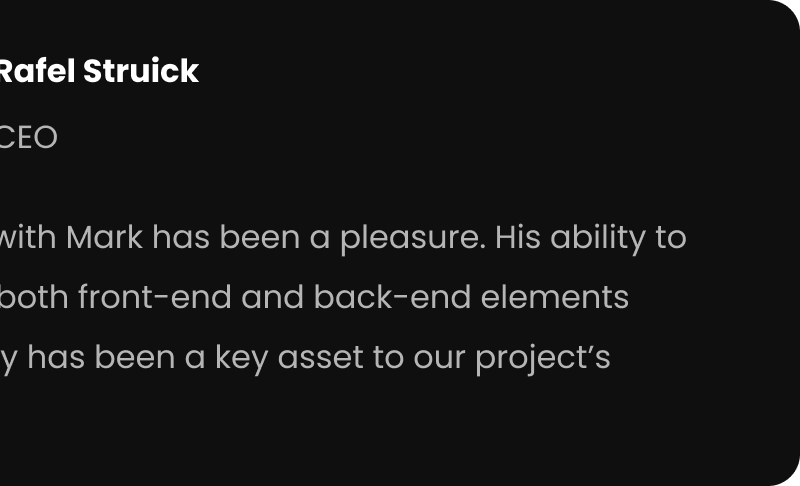 Rafel Struick
CEO
with Mark has been a pleasure. His ability to
both front-end and back-end elements
y has been a key asset to our project’s